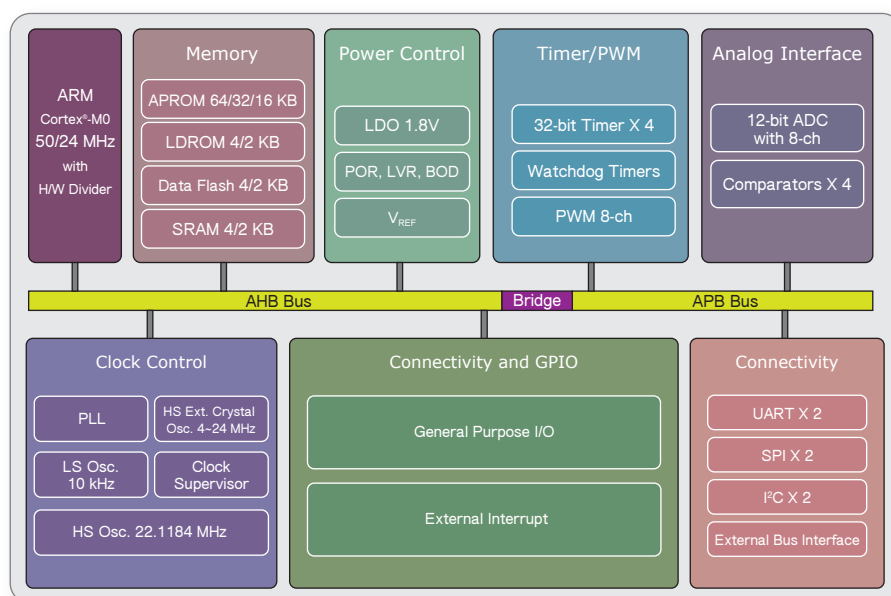 ARM
Cortex®-M0
50/24 MHz
with
H/W Divider
Memory
APROM 64/32/16 KB
LDROM 4/2 KB
Data Flash 4/2 KB
SRAM 4/2 KB
Power Control
LDO 1.8V
POR, LVR, BOD
VREF
Timer/PWM
32-bit Timer X 4
Watchdog Timers
PWM 8-ch
Analog Interface
12-bit ADC
with 8-ch
Comparators X 4
AHB Bus
Bridge
APB Bus
Clock Control
PLL
HS Ext. Crystal
Osc. 4~24 MHz
LS Osc.
10 kHz
Clock
Supervisor
HS Osc. 22.1184 MHz
Connectivity and GPIO
General Purpose I/O
External Interrupt
Connectivity
UART X 2
SPI X 2
I²C X 2
External Bus Interface